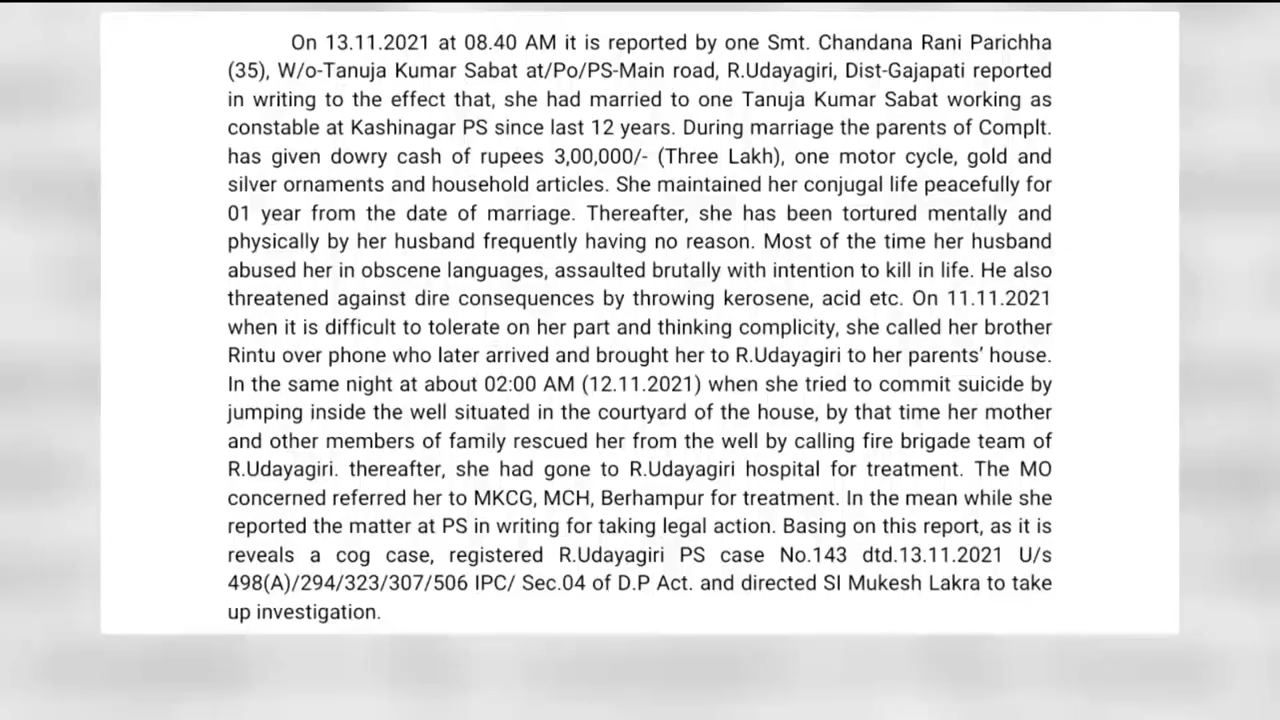 On 13.11.2021 at 08.40 AM it is reported by one Smt. Chandana Rani Parichha
(35), W/o-Tanuja Kumar Sabat at/Po/PS-Main road, R.Udayagiri, Dist-Gajapati reported
in writing to the effect that, she had married to one Tanuja Kumar Sabat working as
constable at Kashinagar PS since last 12 years. During marriage the parents of Complt.
has given dowry cash of rupees 3,00,000/- (Three Lakh), one motor cycle, gold and
silver ornaments and household articles. She maintained her conjugal life peacefully for
01 year from the date of marriage. Thereafter, she has been tortured mentally and
physically by her husband frequently having no reason. Most of the time her husband
abused her in obscene languages, assaulted brutally with intention to kill in life. He also
threatened against dire consequences by throwing kerosene, acid etc. On 11.11.2021
when it is difficult to tolerate on her part and thinking complicity, she called her brother
Rintu over phone who later arrived and brought her to R.Udayagiri to her parents’ house.
In the same night at about 02:00 AM (12.11.2021) when she tried to commit suicide by
jumping inside the well situated in the courtyard of the house, by that time her mother
and other members of family rescued her from the well by calling fire brigade team of
R.Udayagiri. thereafter, she had gone to R.Udayagiri hospital for treatment. The MO
concerned referred her to MKCG, MCH, Berhampur for treatment. In the mean while she
reported the matter at PS in writing for taking legal action. Basing on this report, as it is
reveals a cog case, registered R.Udayagiri PS case No.143 dtd.13.11.2021 U/s
498(A)/294/323/307/506 IPC/ Sec.04 of D.P Act. and directed SI Mukesh Lakra to take
up investigation.